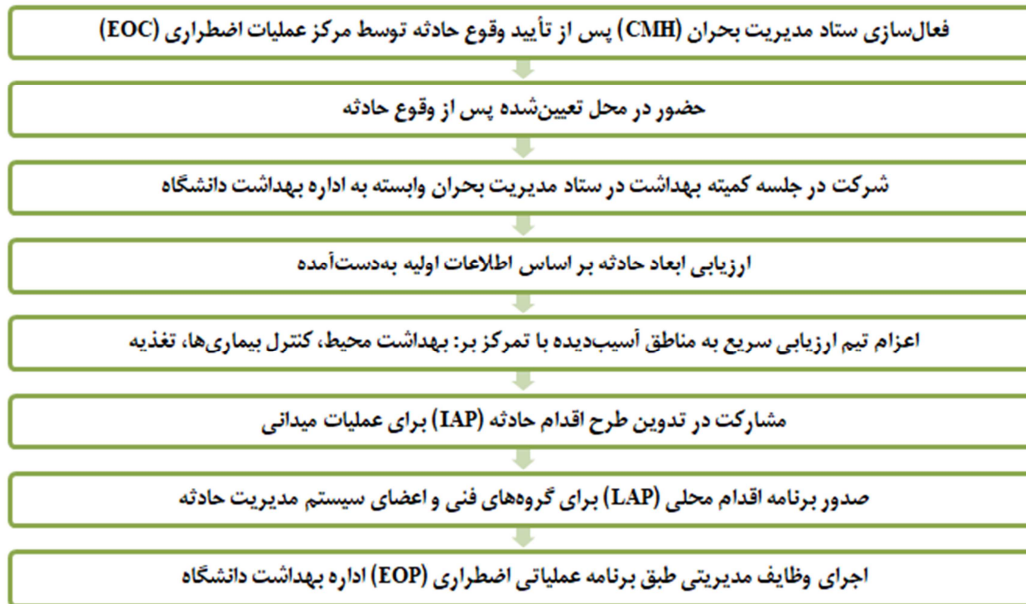 فعال‌سازی ستاد مدیریت بحران (CMH) پس از تأیید وقوع حادثه توسط مرکز عملیات اضطراری (EOC)
حضور در محل تعیین‌شده پس از وقوع حادثه
شرکت در جلسه کمیته بهداشت در ستاد مدیریت بحران وابسته به اداره بهداشت دانشگاه
ارزیابی ابعاد حادثه بر اساس اطلاعات اولیه به‌دست‌آمده
اعزام تیم ارزیابی سریع به مناطق آسیب‌دیده با تمرکز بر: بهداشت محیط، کنترل بیماری‌ها، تغذیه
مشارکت در تدوین طرح اقدام حادثه (IAP) برای عملیات میدانی
صدور برنامه اقدام محلی (LAP) برای گروه‌های فنی و اعضای سیستم مدیریت حادثه
اجرای وظایف مدیریتی طبق برنامه عملیاتی اضطراری (EOP) اداره بهداشت دانشگاه